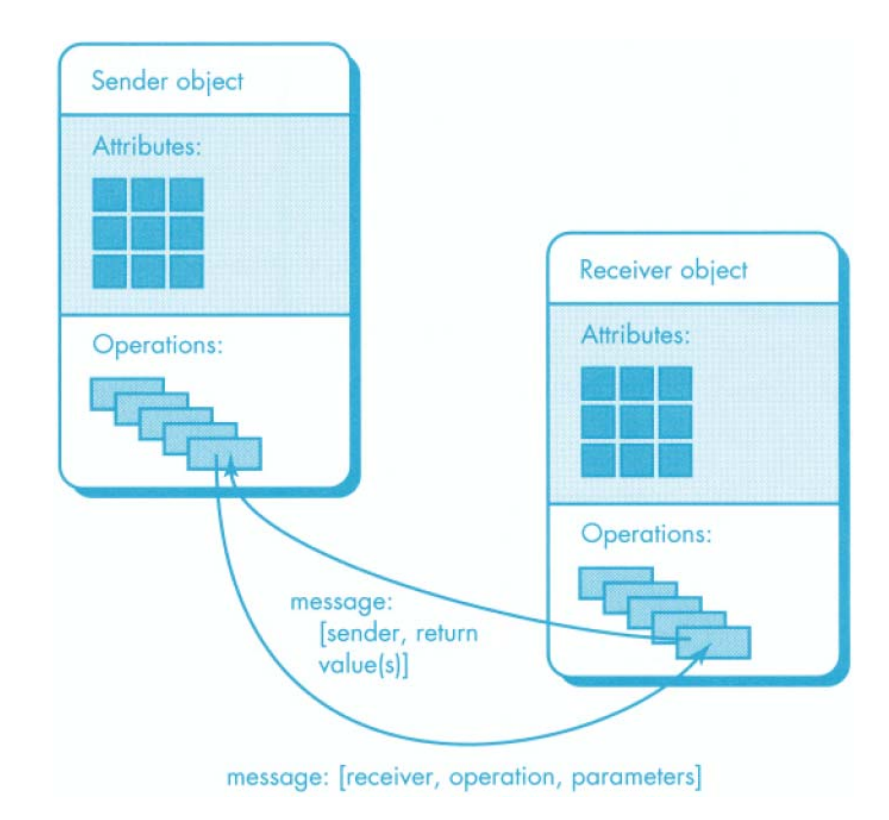 Sender object
Attributes:
Operations:
Receiver object
Attributes:
Operations:
message:
[sender, return
value(s)]
message: [receiver, operation, parameters]